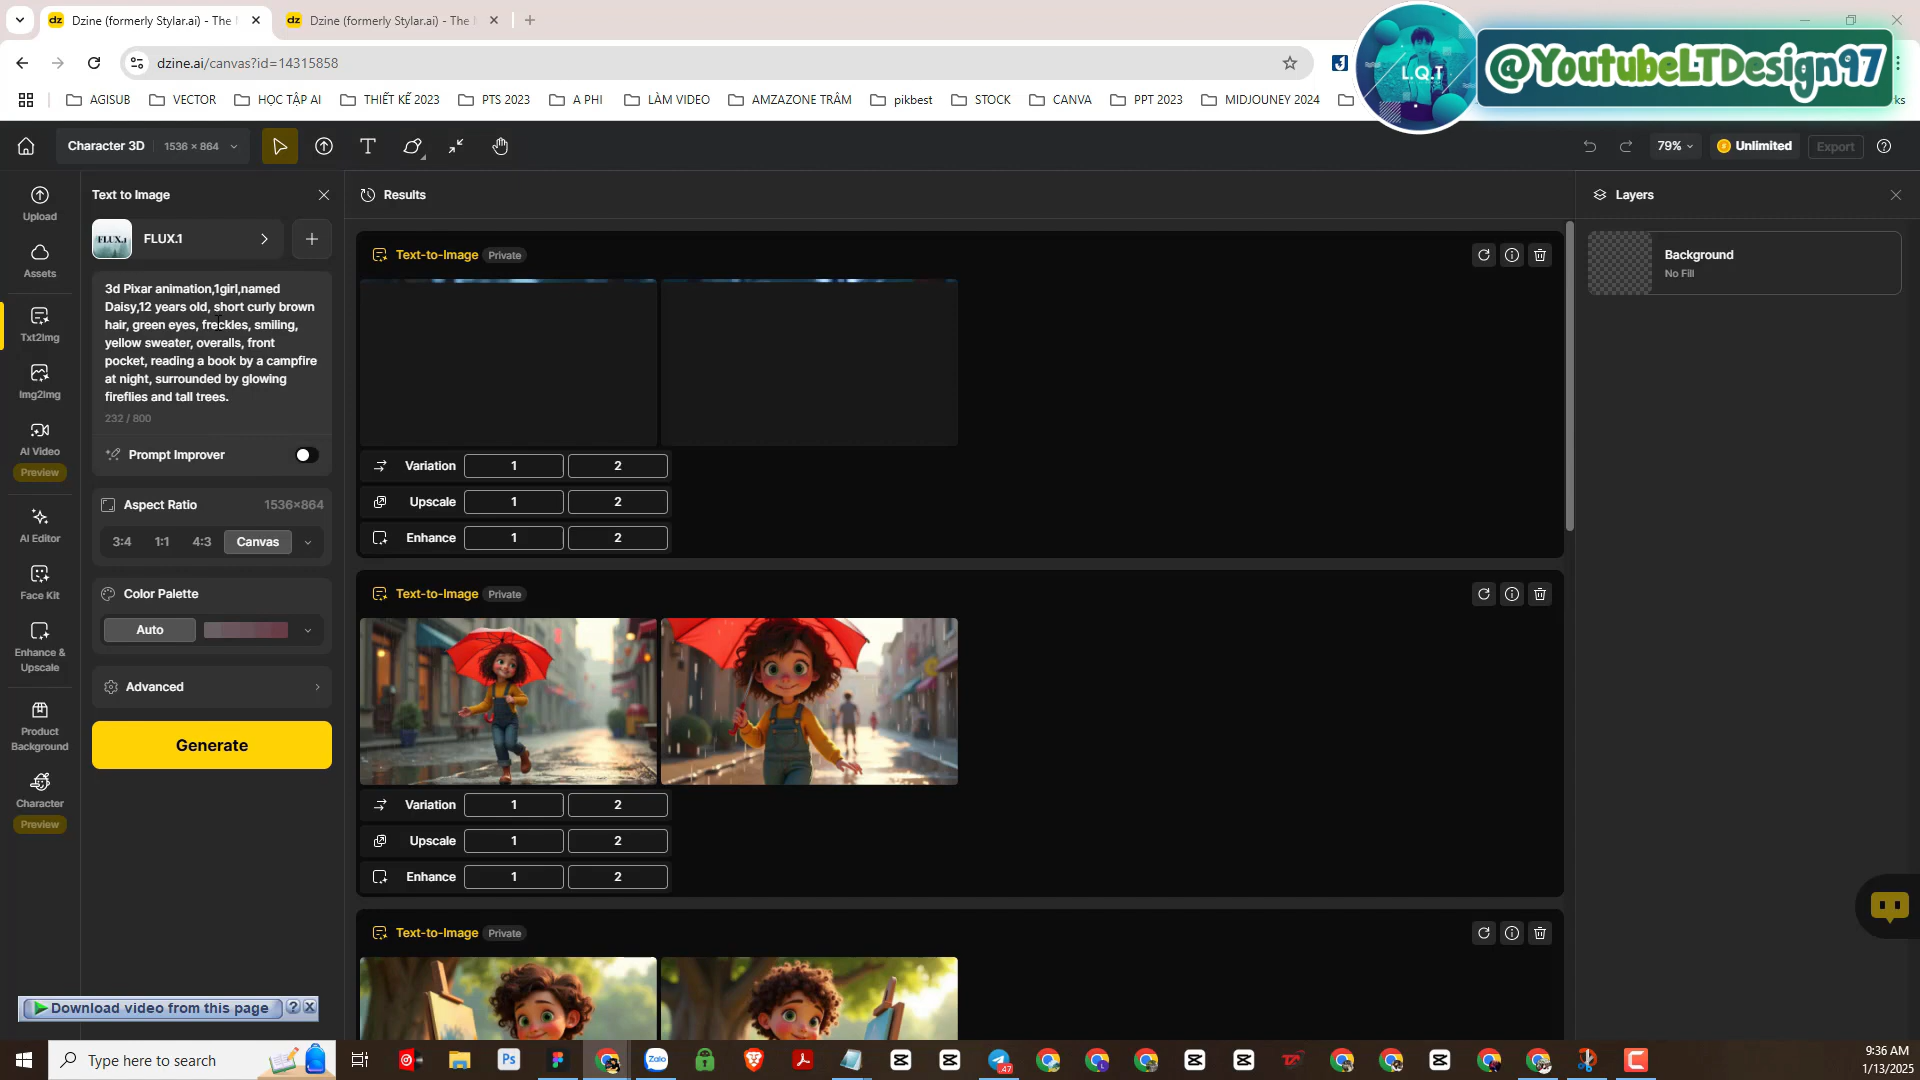 Dzine (formerly Stylar.ai) - The
Dzine (formerly Stylar.ai) - The
dzine.ai/canvas?id=14315858
L.Q.T
@YoutubeLTDesign97
AGISUB
VECTOR
HỌC TẬP AI
THIẾT KẾ 2023
PTS 2023
A PHI
LÀM VIDEO
AMZAZONE TRÂM
pikbest
STOCK
CANVA
PPT 2023
MIDJOUNEY 2024
Character 3D
1536 × 864
79%
Unlimited
Export
Upload
Assets
Txt2Img
Img2Img
AI Video
Preview
AI Editor
Face Kit
Enhance &
Upscale
Product
Background
Character
Preview
Text to Image
FLUX.1
FLUX.1
3d Pixar animation,1girl,named
Daisy,12 years old, short curly brown
hair, green eyes, freckles, smiling,
yellow sweater, overalls, front
pocket, reading a book by a campfire
at night, surrounded by glowing
fireflies and tall trees.
232 / 800
Prompt Improver
Aspect Ratio
1536×864
3:4
1:1
4:3
Canvas
Color Palette
Auto
Advanced
Generate
Results
Text-to-Image
Private
Variation
1
2
Upscale
1
2
Enhance
1
2
Text-to-Image
Private
Variation
1
2
Upscale
1
2
Enhance
1
2
Text-to-Image
Private
Layers
Background
No Fill
Download video from this page
Type here to search
Ps
Zalo
47
9:36 AM
1/13/2025